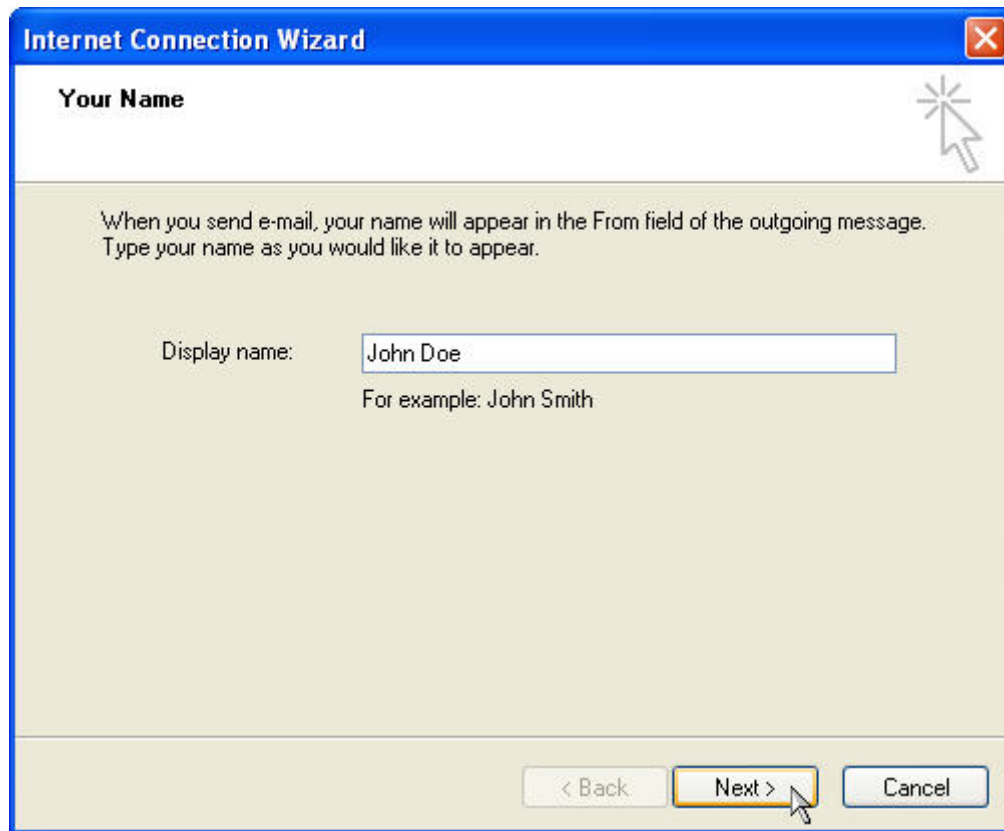 Internet Connection Wizard
Your Name
When you send e-mail, your name will appear in the From field of the outgoing message.
Type your name as you would like it to appear.
Display name: John Doe
For example: John Smith
< Back Next > Cancel